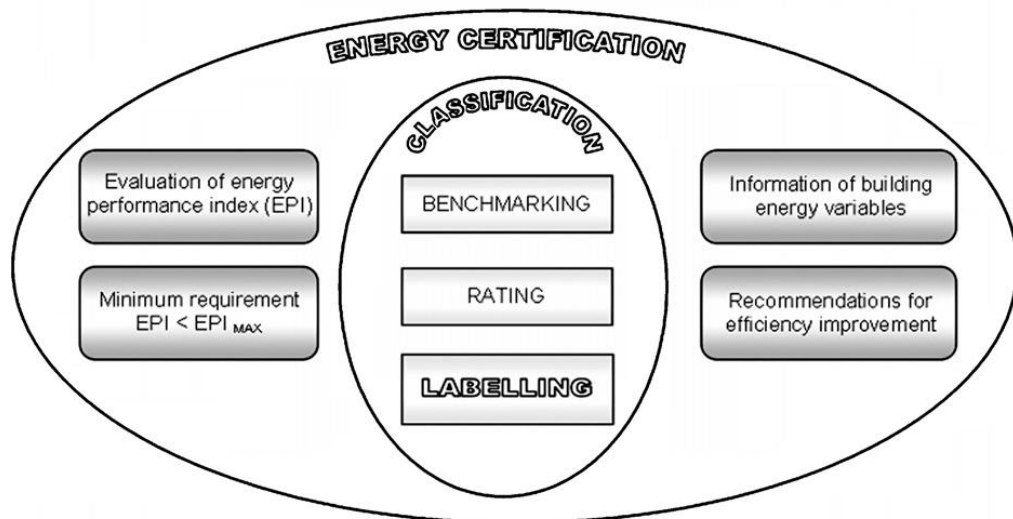 ENERGY CERTIFICATION
CLASSIFICATION
Evaluation of energy
performance index (EPI)
Minimum requirement
EPI < EPI MAX
BENCHMARKING
RATING
LABELLING
Information of building
energy variables
Recommendations for
efficiency improvement